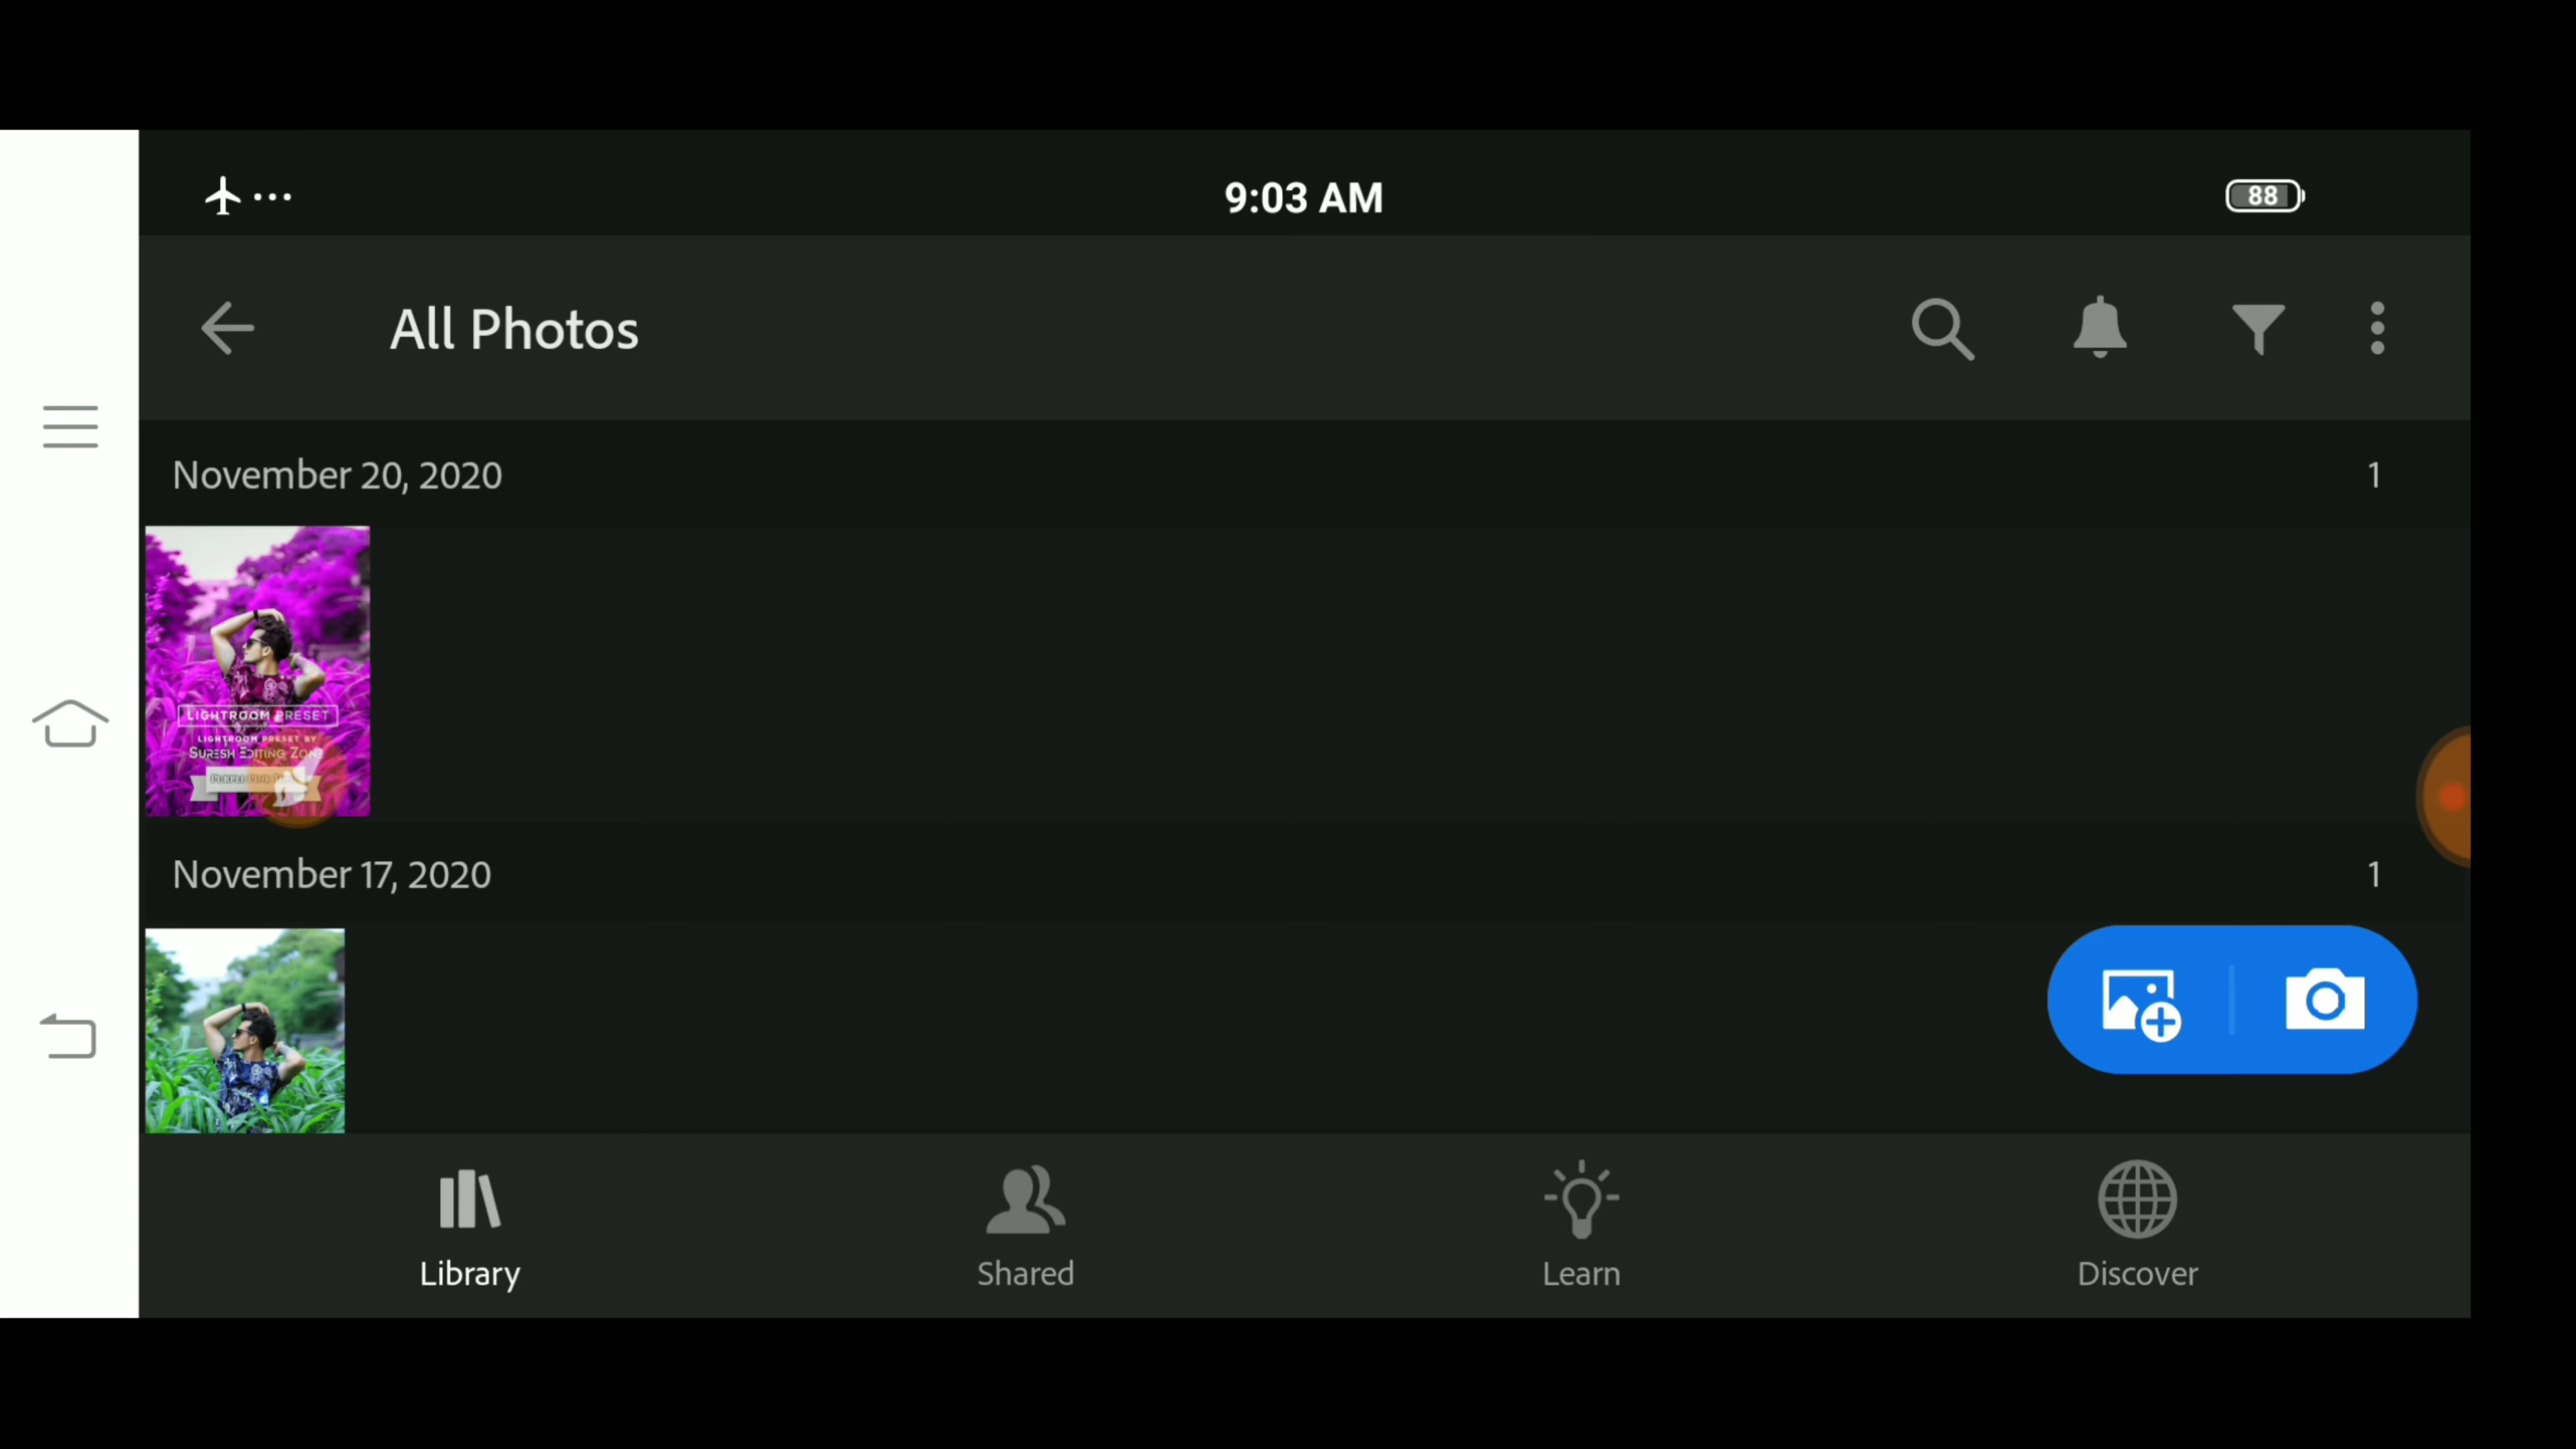 9:03 AM
88
All Photos
November 20, 2020
1
LIGHTROOM PRESET
LIGHTROOM PRESET BY
SURESH EDITING ZONE
November 17, 2020
1
Library
Shared
Learn
Discover